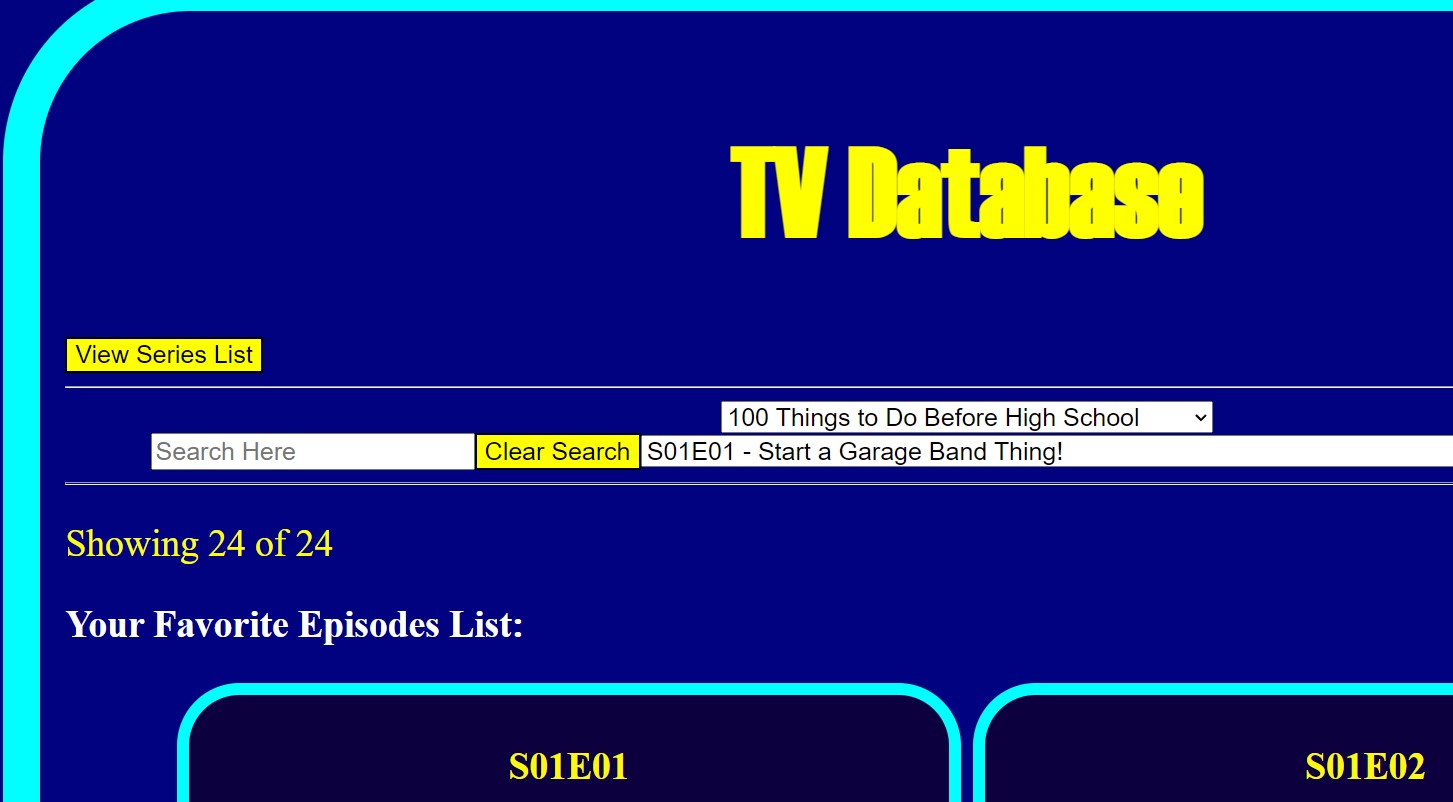 TV Database
View Series List
100 Things to Do Before High School
Search Here Clear Search S01E01 - Start a Garage Band Thing!
Showing 24 of 24
Your Favorite Episodes List:
S01E01 S01E02